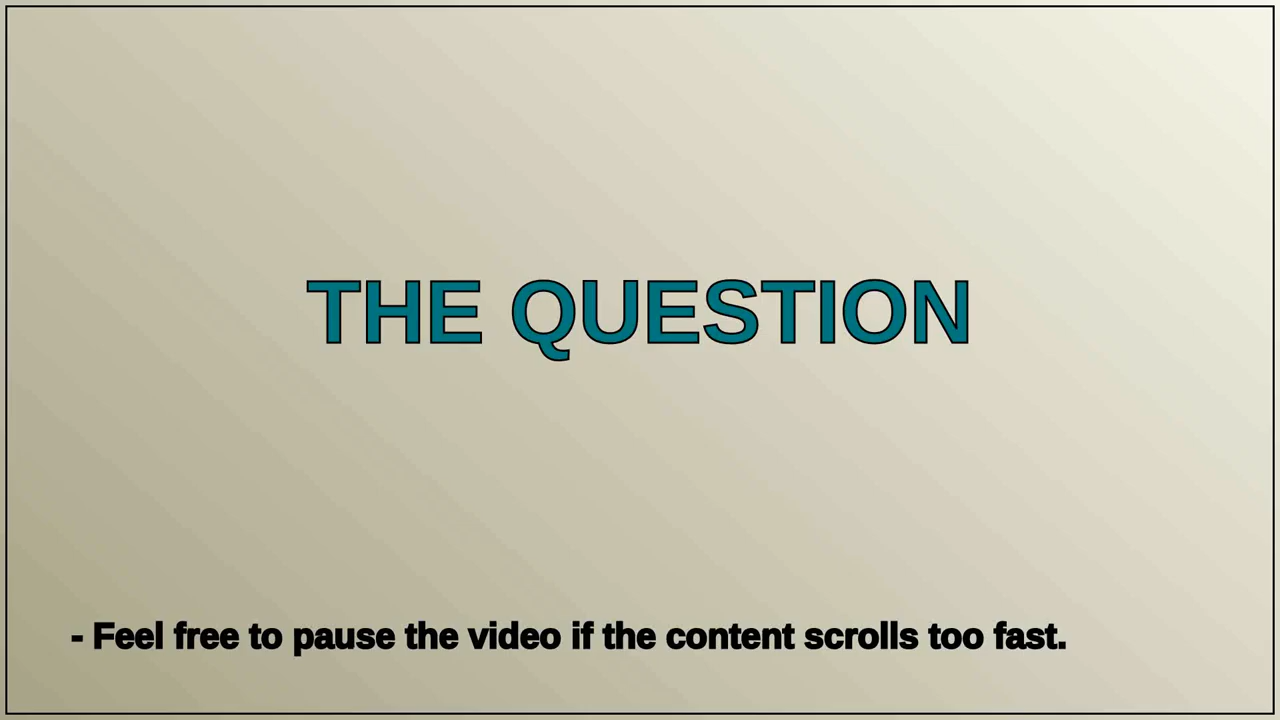 THE QUESTION
- Feel free to pause the video if the content scrolls too fast.